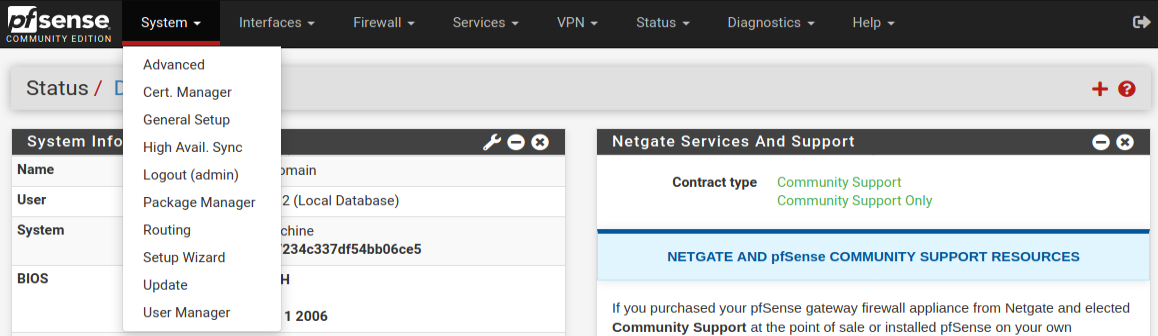 pfsense System Interfaces Firewall Services VPN Status Diagnostics Help
COMMUNITY EDITION
Advanced
Cert. Manager
General Setup
High Avail. Sync
Logout (admin)
Package Manager
Routing
Setup Wizard
Update
User Manager
Status /
System Info
Name
User 2 (Local Database)
System
234c337df54bb06ce5
BIOS
1 2006
Netgate Services And Support
Contract type Community Support
Community Support Only
NETGATE AND pfSense COMMUNITY SUPPORT RESOURCES
If you purchased your pfSense gateway firewall appliance from Netgate and elected
Community Support at the point of sale or installed pfSense on your own